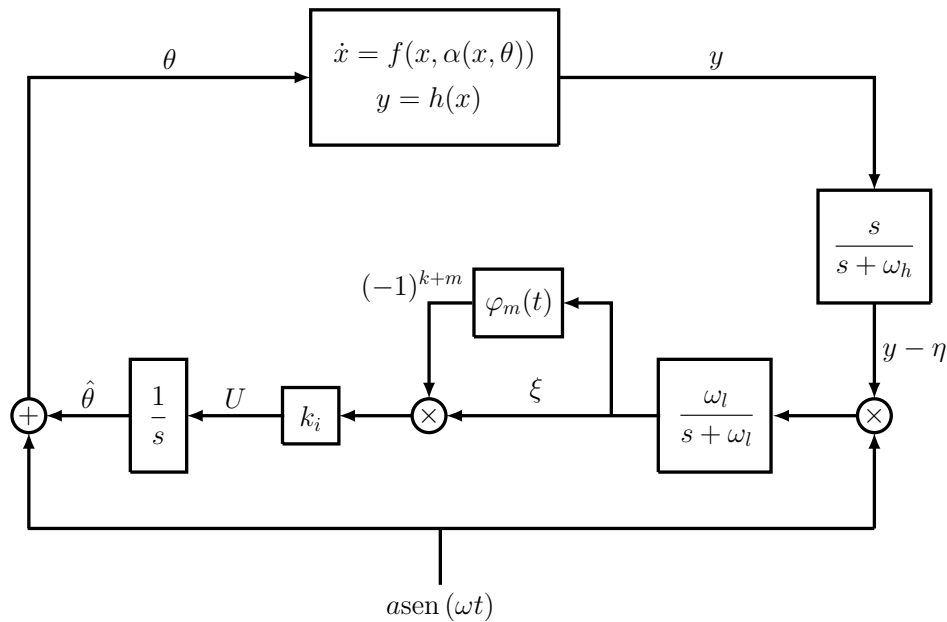 θ
ẋ = f(x, α(x, θ))
y = h(x)
y
s
s + ω_h
(−1)^{k+m}
φ_m(t)
y − η
θ̂
1
s
U
k_i
ξ
ω_l
s + ω_l
+
×
×
asen (ωt)